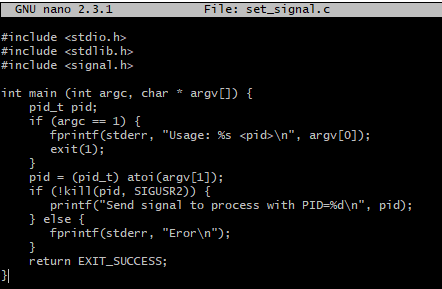 GNU nano 2.3.1 File: set_signal.c
#include <stdio.h>
#include <stdlib.h>
#include <signal.h>
int main (int argc, char * argv[]) {
    pid_t pid;
    if (argc == 1) {
       fprintf(stderr, "Usage: %s <pid>\n", argv[0]);
       exit(1);
    }
    pid = (pid_t) atoi(argv[1]);
    if (!kill(pid, SIGUSR2)) {
       printf("Send signal to process with PID=%d\n", pid);
    } else {
       fprintf(stderr, "Eror\n");
    }
    return EXIT_SUCCESS;
}